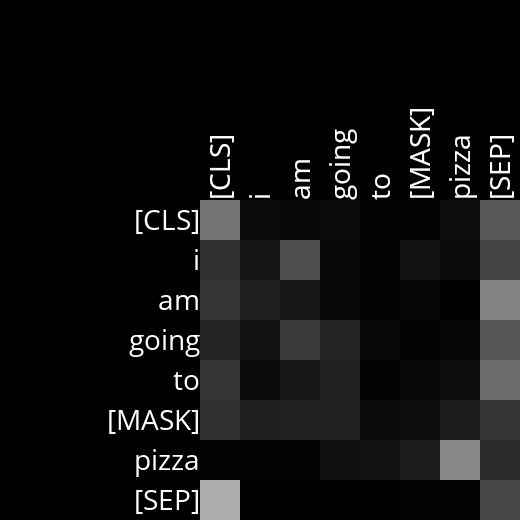 [CLS] i am going to [MASK] pizza [SEP]
[CLS]
i
am
going
to
[MASK]
pizza
[SEP]